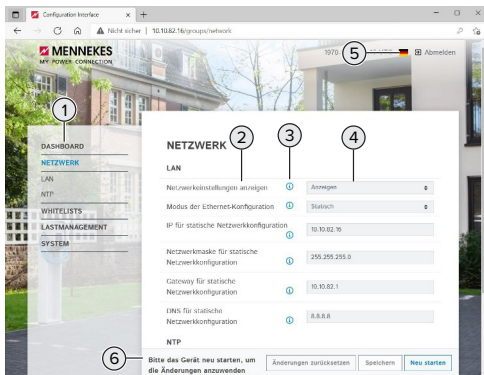 Configuration Interface
Nicht sicher | 10.10.82.16/groups/network
MENNEKES
MY POWER CONNECTION
1970
5
Abmelden
1
2
3
4
DASHBOARD
NETZWERK
LAN
NTP
WHITELISTS
LASTMANAGEMENT
SYSTEM
NETZWERK
LAN
Netzwerkeinstellungen anzeigen
Anzeigen
Modus der Ethernet-Konfiguration
Statisch
IP für statische Netzwerkkonfiguration
10.10.82.16
Netzwerkmaske für statische
Netzwerkkonfiguration
255.255.255.0
Gateway für statische
Netzwerkkonfiguration
10.10.82.1
DNS für statische
Netzwerkkonfiguration
8.8.8.8
NTP
6
Bitte das Gerät neu starten, um
die Änderungen anzuwenden
Änderungen zurücksetzen
Speichern
Neu starten